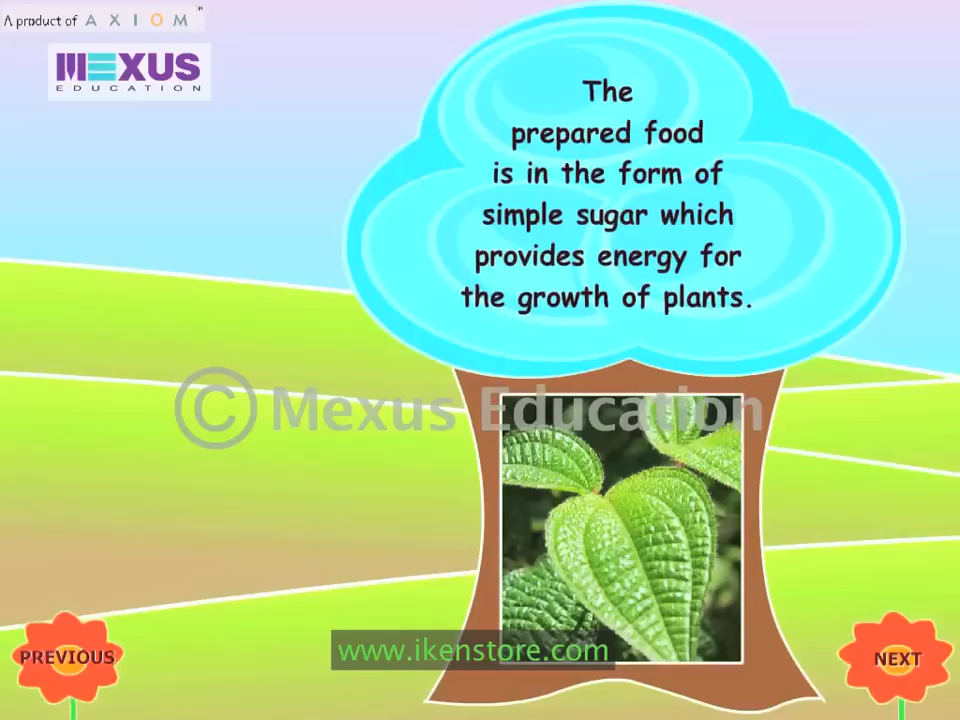 A product of AXIOM™
MEXUS
EDUCATION
The
prepared food
is in the form of
simple sugar which
provides energy for
the growth of plants.
© Mexus Education
www.ikenstore.com
PREVIOUS
NEXT